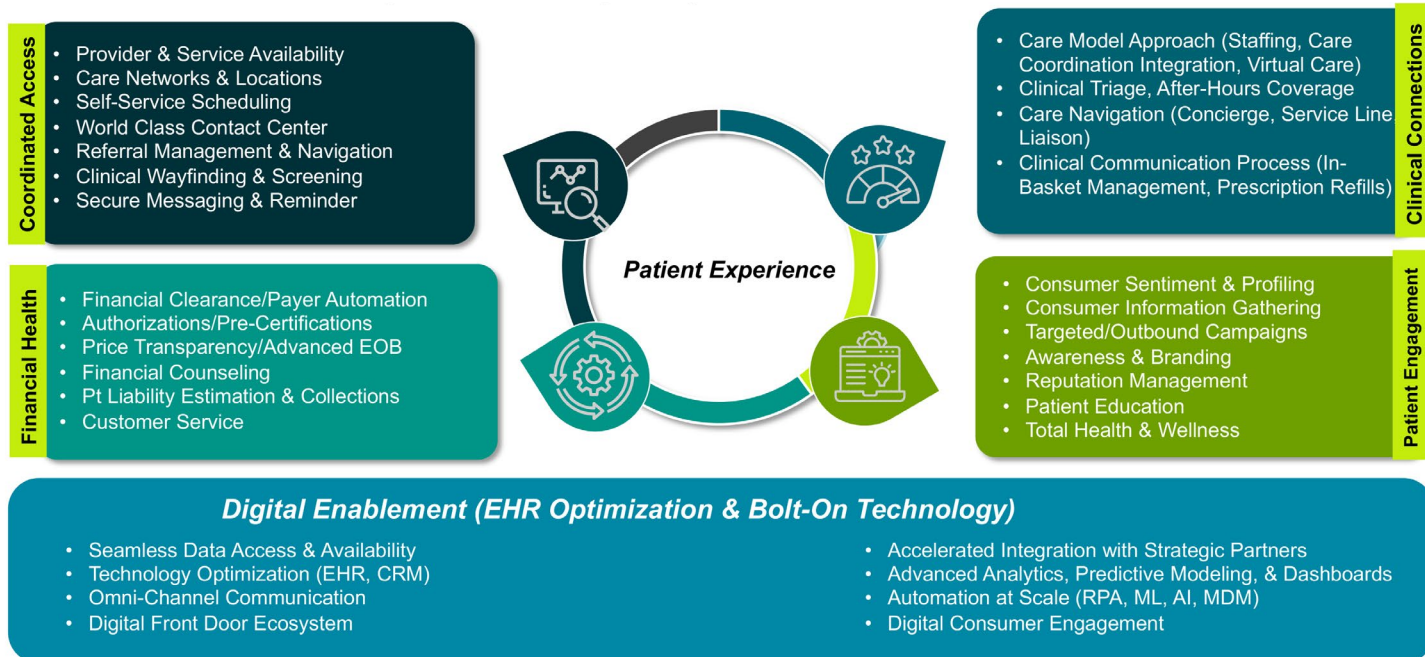 Coordinated Access
• Provider & Service Availability
• Care Networks & Locations
• Self-Service Scheduling
• World Class Contact Center
• Referral Management & Navigation
• Clinical Wayfinding & Screening
• Secure Messaging & Reminder
Clinical Connections
• Care Model Approach (Staffing, Care
Coordination Integration, Virtual Care)
• Clinical Triage, After-Hours Coverage
• Care Navigation (Concierge, Service Line
Liaison)
• Clinical Communication Process (In-
Basket Management, Prescription Refills)
Patient Experience
Financial Health
• Financial Clearance/Payer Automation
• Authorizations/Pre-Certifications
• Price Transparency/Advanced EOB
• Financial Counseling
• Pt Liability Estimation & Collections
• Customer Service
Patient Engagement
• Consumer Sentiment & Profiling
• Consumer Information Gathering
• Targeted/Outbound Campaigns
• Awareness & Branding
• Reputation Management
• Patient Education
• Total Health & Wellness
Digital Enablement (EHR Optimization & Bolt-On Technology)
• Seamless Data Access & Availability
• Technology Optimization (EHR, CRM)
• Omni-Channel Communication
• Digital Front Door Ecosystem
• Accelerated Integration with Strategic Partners
• Advanced Analytics, Predictive Modeling, & Dashboards
• Automation at Scale (RPA, ML, AI, MDM)
• Digital Consumer Engagement